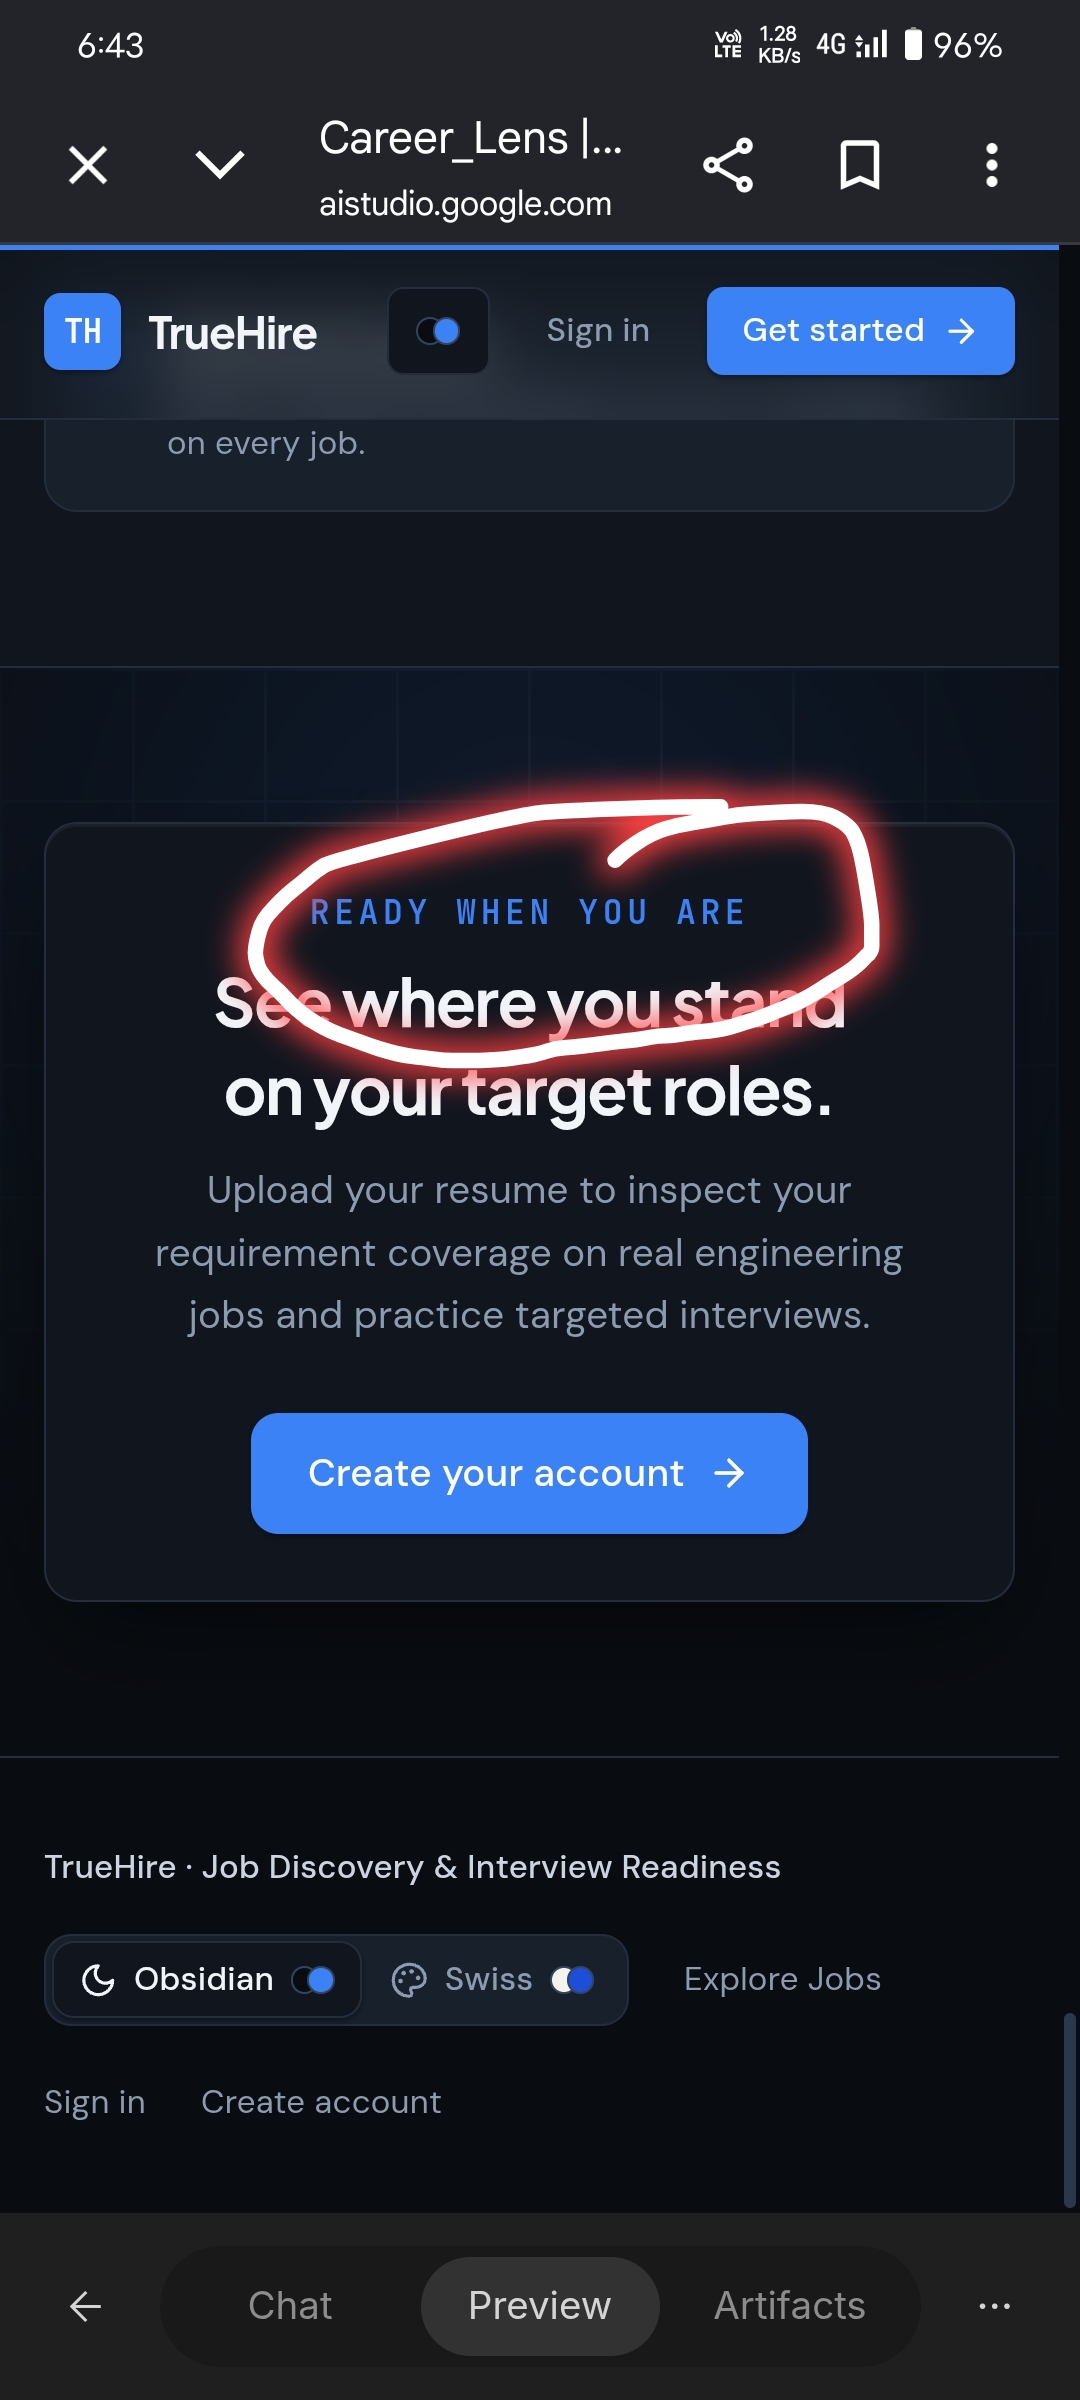 6:43
Vo)) LTE
1.28 KB/s
4G
96%
Career_Lens |...
aistudio.google.com
TH
TrueHire
Sign in
Get started →
on every job.
READY WHEN YOU ARE
See where you stand
on your target roles.
Upload your resume to inspect your
requirement coverage on real engineering
jobs and practice targeted interviews.
Create your account →
TrueHire · Job Discovery & Interview Readiness
Obsidian
Swiss
Explore Jobs
Sign in
Create account
Chat
Preview
Artifacts